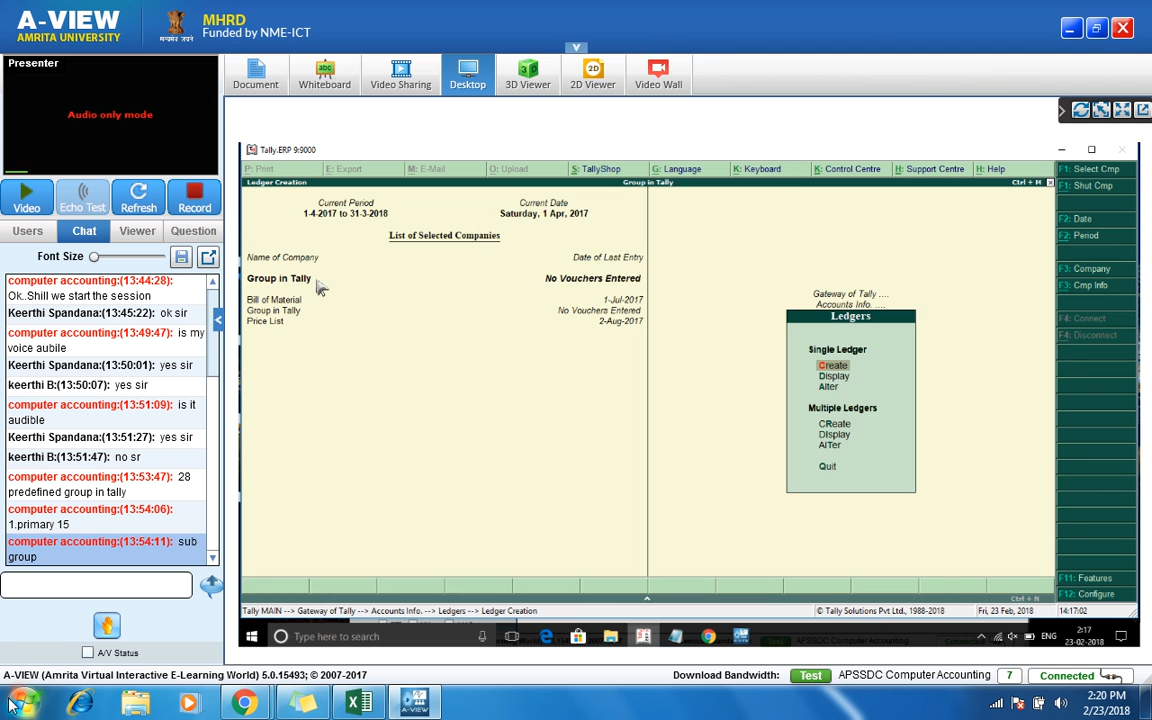 A-VIEW
AMRITA UNIVERSITY
MHRD
Funded by NME-ICT
Presenter
Audio only mode
Document
Whiteboard
Video Sharing
Desktop
3D Viewer
2D Viewer
Video Wall
Video
Echo Test
Refresh
Record
Users
Chat
Viewer
Question
Font Size
computer accounting:(13:44:28):
Ok..Shill we start the session
Keerthi Spandana:(13:45:22): ok sir
computer accounting:(13:49:47): is my
voice aubile
Keerthi Spandana:(13:50:01): yes sir
keerthi B:(13:50:07): yes sir
computer accounting:(13:51:09): is it
audible
Keerthi Spandana:(13:51:27): yes sir
keerthi B:(13:51:47): no sr
computer accounting:(13:53:47): 28
predefined group in tally
computer accounting:(13:54:06):
1.primary 15
computer accounting:(13:54:11): sub
group
A/V Status
Tally.ERP 9:9000
P: Print
E: Export
M: E-Mail
O: Upload
S: TallyShop
G: Language
K: Keyboard
K: Control Centre
H: Support Centre
H: Help
Ledger Creation
Group in Tally
Ctrl + M
Current Period
Current Date
1-4-2017 to 31-3-2018
Saturday, 1 Apr, 2017
List of Selected Companies
Name of Company
Date of Last Entry
Group in Tally
No Vouchers Entered
Bill of Material
1-Jul-2017
Group in Tally
No Vouchers Entered
Price List
2-Aug-2017
Gateway of Tally ....
Accounts Info. ....
Ledgers
Single Ledger
Create
Display
Alter
Multiple Ledgers
CReate
DIsplay
AlTer
Quit
F1: Select Cmp
F1: Shut Cmp
F2: Date
F2: Period
F3: Company
F3: Cmp Info
F4: Connect
F4: Disconnect
F11: Features
F12: Configure
Ctrl + N
Tally MAIN --> Gateway of Tally --> Accounts Info. --> Ledgers --> Ledger Creation
© Tally Solutions Pvt Ltd., 1988-2018
Fri, 23 Feb, 2018
14:17:02
Type here to search
ENG
2:17
23-02-2018
A-VIEW (Amrita Virtual Interactive E-Learning World) 5.0.15493; © 2007-2017
Download Bandwidth:
Test
APSSDC Computer Accounting
7
Connected
2:20 PM
2/23/2018